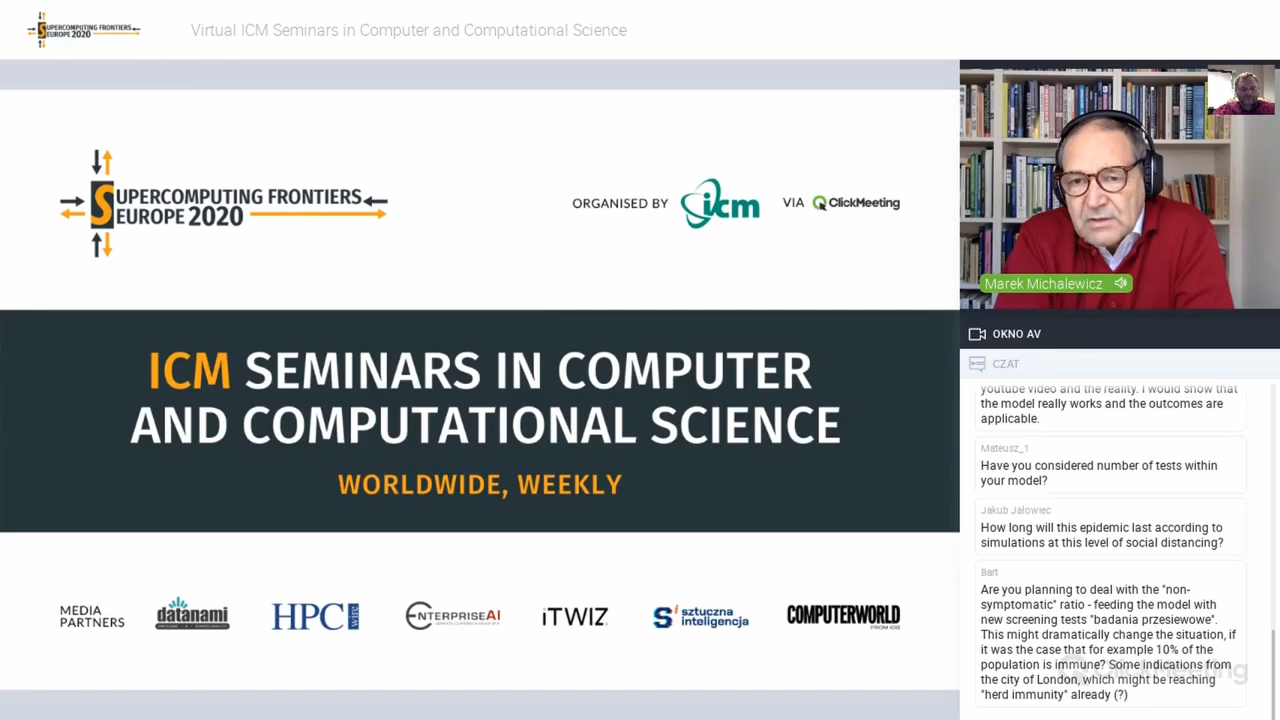 SUPERCOMPUTING FRONTIERS
EUROPE 2020
Virtual ICM Seminars in Computer and Computational Science
SUPERCOMPUTING FRONTIERS
EUROPE 2020
ORGANISED BY icm VIA ClickMeeting
ICM SEMINARS IN COMPUTER
AND COMPUTATIONAL SCIENCE
WORLDWIDE, WEEKLY
MEDIA
PARTNERS
datanami
HPC wire
ENTERPRISEAI
iTWIZ
sztuczna
inteligencja
COMPUTERWORLD
FROM IDG
Marek Michalewicz
OKNO AV
CZAT
youtube video and the reality. I would show that
the model really works and the outcomes are
applicable.
Mateusz_1
Have you considered number of tests within
your model?
Jakub Jałowiec
How long will this epidemic last according to
simulations at this level of social distancing?
Bart
Are you planning to deal with the "non-
symptomatic" ratio - feeding the model with
new screening tests "badania przesiewowe".
This might dramatically change the situation, if
it was the case that for example 10% of the
population is immune? Some indications from
the city of London, which might be reaching
"herd immunity" already (?)
ClickMeeting